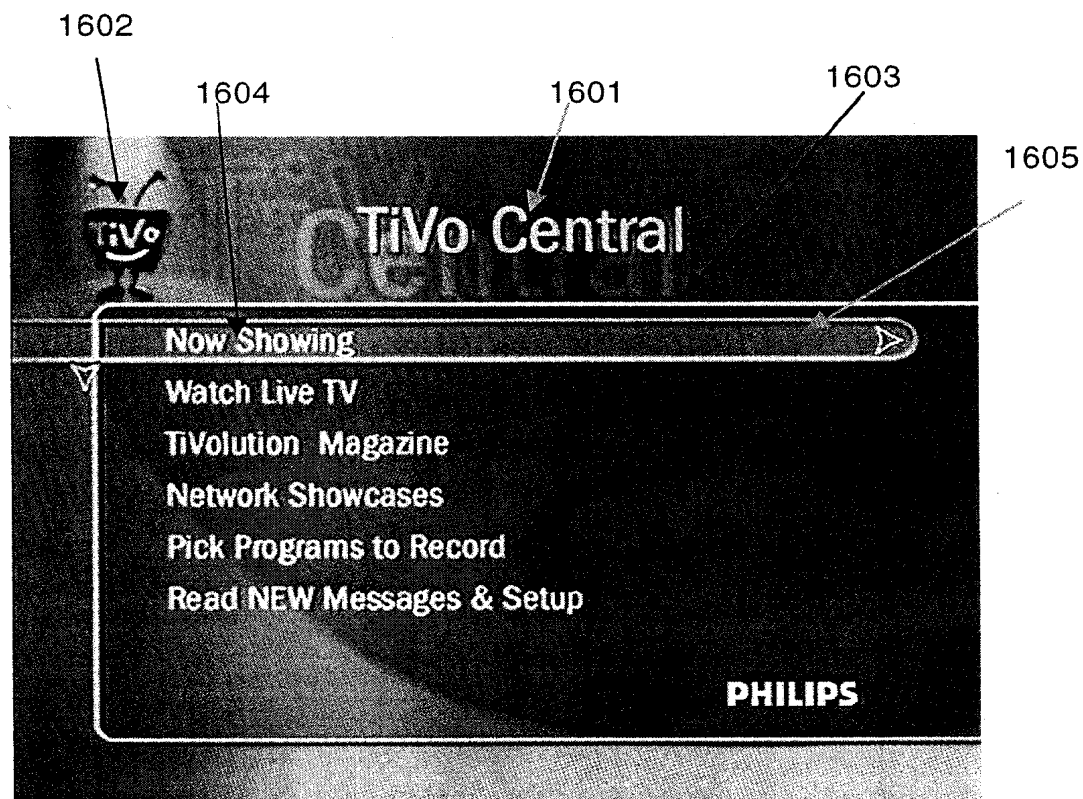 1602
1604
1601
1603
1605
TiVo
TiVo Central
Central
Now Showing
Watch Live TV
TiVolution Magazine
Network Showcases
Pick Programs to Record
Read NEW Messages & Setup
PHILIPS